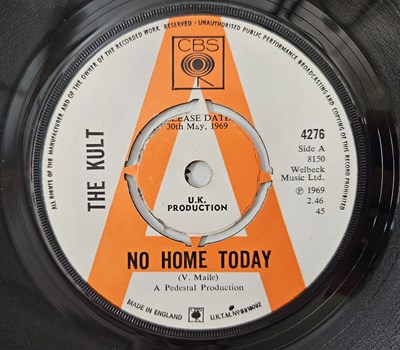 ALL RIGHTS OF THE MANUFACTURER AND OF THE OWNER OF THE RECORDED WORK RESERVED • UNAUTHORISED PUBLIC PERFORMANCE BROADCASTING AND COPYING OF THIS RECORD PROHIBITED
CBS
A
RELEASE DATE
30th May, 1969
THE KULT
4276
Side A
8150
Welbeck
Music Ltd.
℗ 1969
2.46
45
U.K.
PRODUCTION
NO HOME TODAY
(V. Maile)
A Pedestal Production
MADE IN ENGLAND